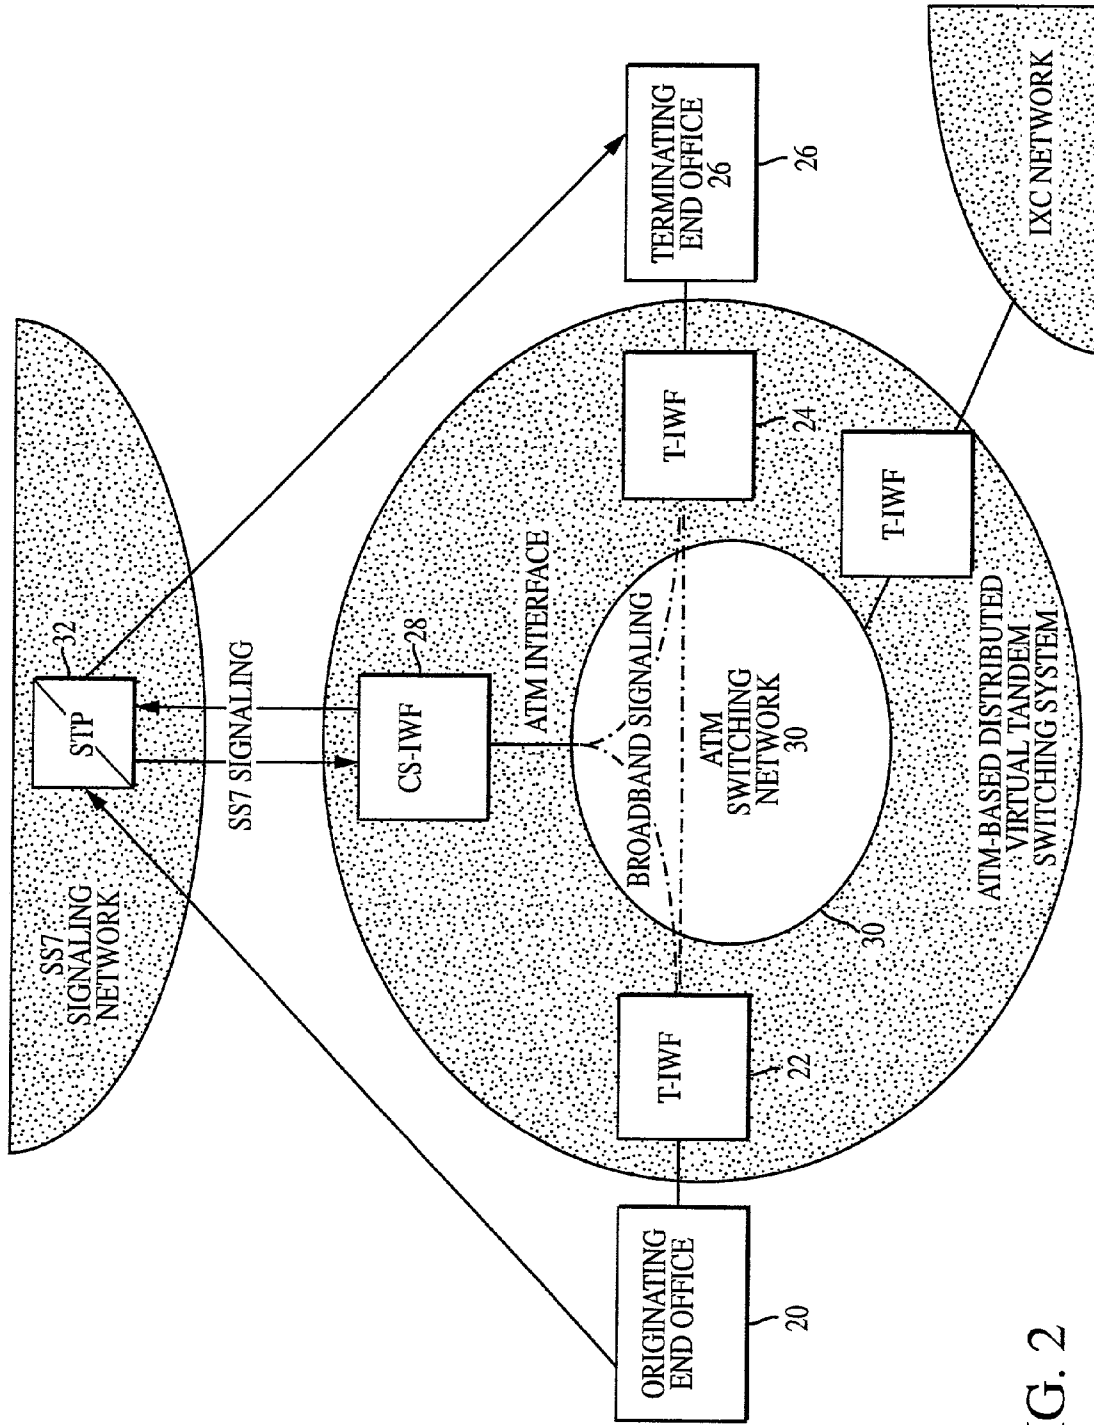 SS7
SIGNALING
NETWORK
STP
32
SS7 SIGNALING
CS-IWF
28
ATM INTERFACE
BROADBAND SIGNALING
ATM
SWITCHING
NETWORK
30
30
ORIGINATING
END OFFICE
20
T-IWF
22
T-IWF
24
TERMINATING
END OFFICE
26
26
T-IWF
ATM-BASED DISTRIBUTED
VIRTUAL TANDEM
SWITCHING SYSTEM
IXC NETWORK
G. 2